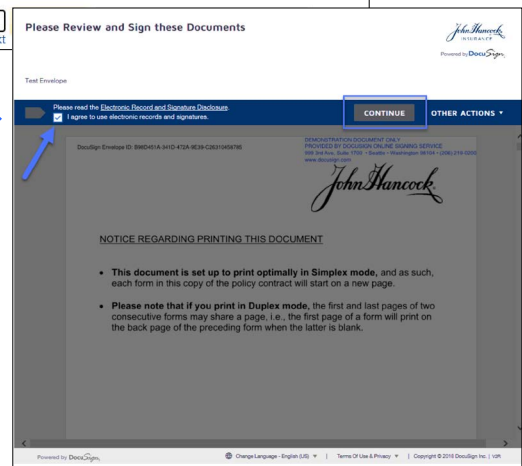 Please Review and Sign these Documents
John Hancock
INSURANCE
Powered by DocuSign
Test Envelope
Please read the Electronic Record and Signature Disclosure.
I agree to use electronic records and signatures.
CONTINUE
OTHER ACTIONS
DocuSign Envelope ID:
DEMONSTRATION DOCUMENT ONLY
PROVIDED BY DOCUSIGN ONLINE SIGNING SERVICE
www.docusign.com
John Hancock.
NOTICE REGARDING PRINTING THIS DOCUMENT
• This document is set up to print optimally in Simplex mode, and as such,
each form in this copy of the policy contract will start on a new page.
• Please note that if you print in Duplex mode, the first and last pages of two
consecutive forms may share a page, i.e., the first page of a form will print on
the back page of the preceding form when the latter is blank.
Powered by DocuSign
Change Language - English (US) ▼ | Terms Of Use & Privacy ▼ | Copyright © 2018 DocuSign Inc. | V2R